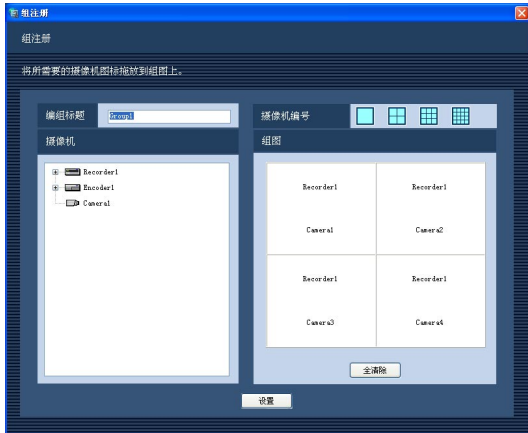 组注册
组注册
将所需要的摄像机图标拖放到组图上。
编组标题 Group1
摄像机编号
摄像机
组图
Recorder1
Encoder1
Camera1
Recorder1 Recorder1
Camera1 Camera2
Recorder1 Recorder1
Camera3 Camera4
全清除
设置